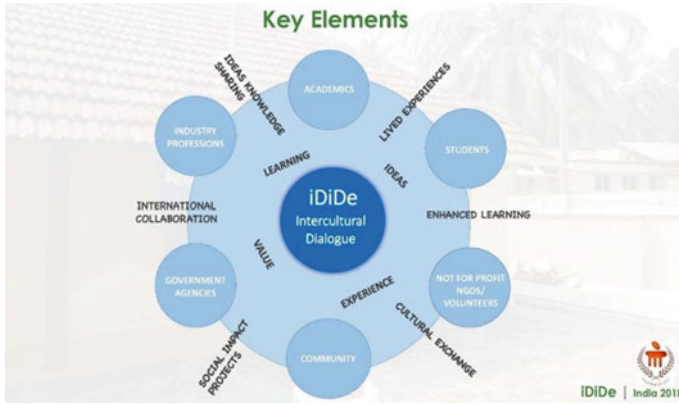 Key Elements
IDEAS KNOWLEDGE
SHARING
ACADEMICS
LIVED EXPERIENCES
INDUSTRY
PROFESSIONS
STUDENTS
LEARNING
IDEAS
iDiDe
Intercultural
Dialogue
INTERNATIONAL
COLLABORATION
ENHANCED LEARNING
VALUE
EXPERIENCE
GOVERNMENT
AGENCIES
NOT FOR PROFIT
NGOS/
VOLUNTEERS
SOCIAL IMPACT
PROJECTS
COMMUNITY
CULTURAL EXCHANGE
iDiDe | India 2018